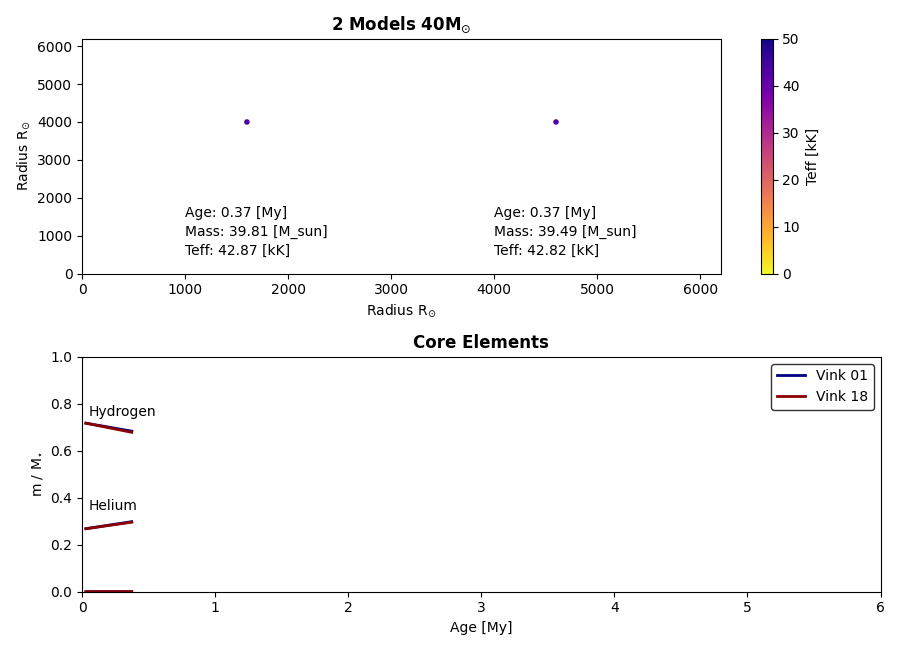 2 Models 40M⊙
6000
5000
4000
3000
2000
1000
0
Radius R⊙
Age: 0.37 [My]
Mass: 39.81 [M_sun]
Teff: 42.87 [kK]
Age: 0.37 [My]
Mass: 39.49 [M_sun]
Teff: 42.82 [kK]
0 1000 2000 3000 4000 5000 6000
Radius R⊙
50
40
30
20
10
0
Teff [kK]
Core Elements
1.0
0.8
0.6
0.4
0.2
0.0
m / M⋆
Hydrogen
Helium
Vink 01
Vink 18
0 1 2 3 4 5 6
Age [My]